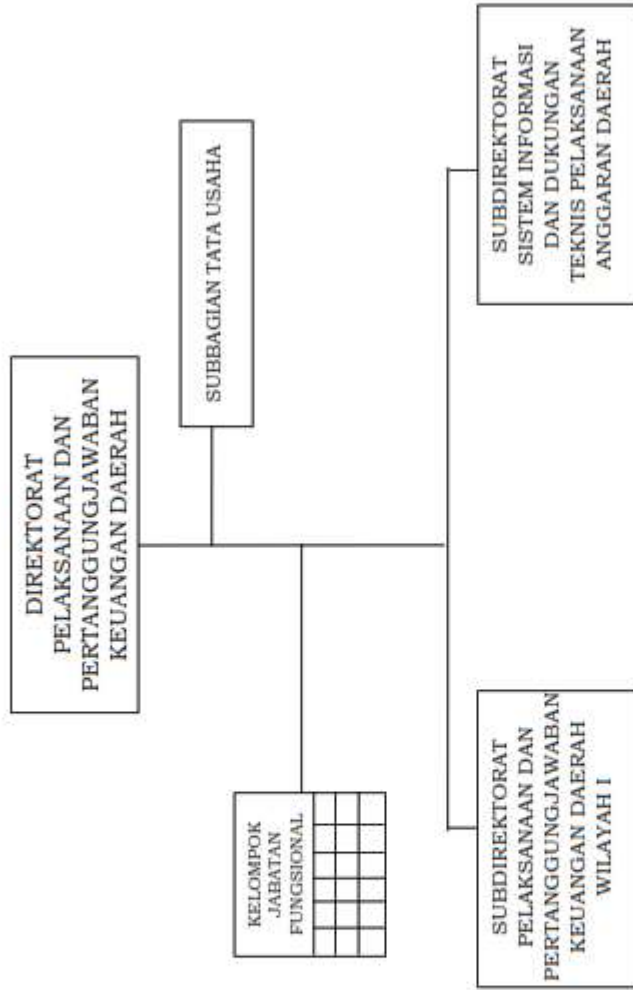 DIREKTORAT
PELAKSANAAN DAN
PERTANGGUNGJAWABAN
KEUANGAN DAERAH
SUBBAGIAN TATA USAHA
KELOMPOK
JABATAN
FUNGSIONAL
SUBDIREKTORAT
PELAKSANAAN DAN
PERTANGGUNGJAWABAN
KEUANGAN DAERAH
WILAYAH I
SUBDIREKTORAT
SISTEM INFORMASI
DAN DUKUNGAN
TEKNIS PELAKSANAAN
ANGGARAN DAERAH